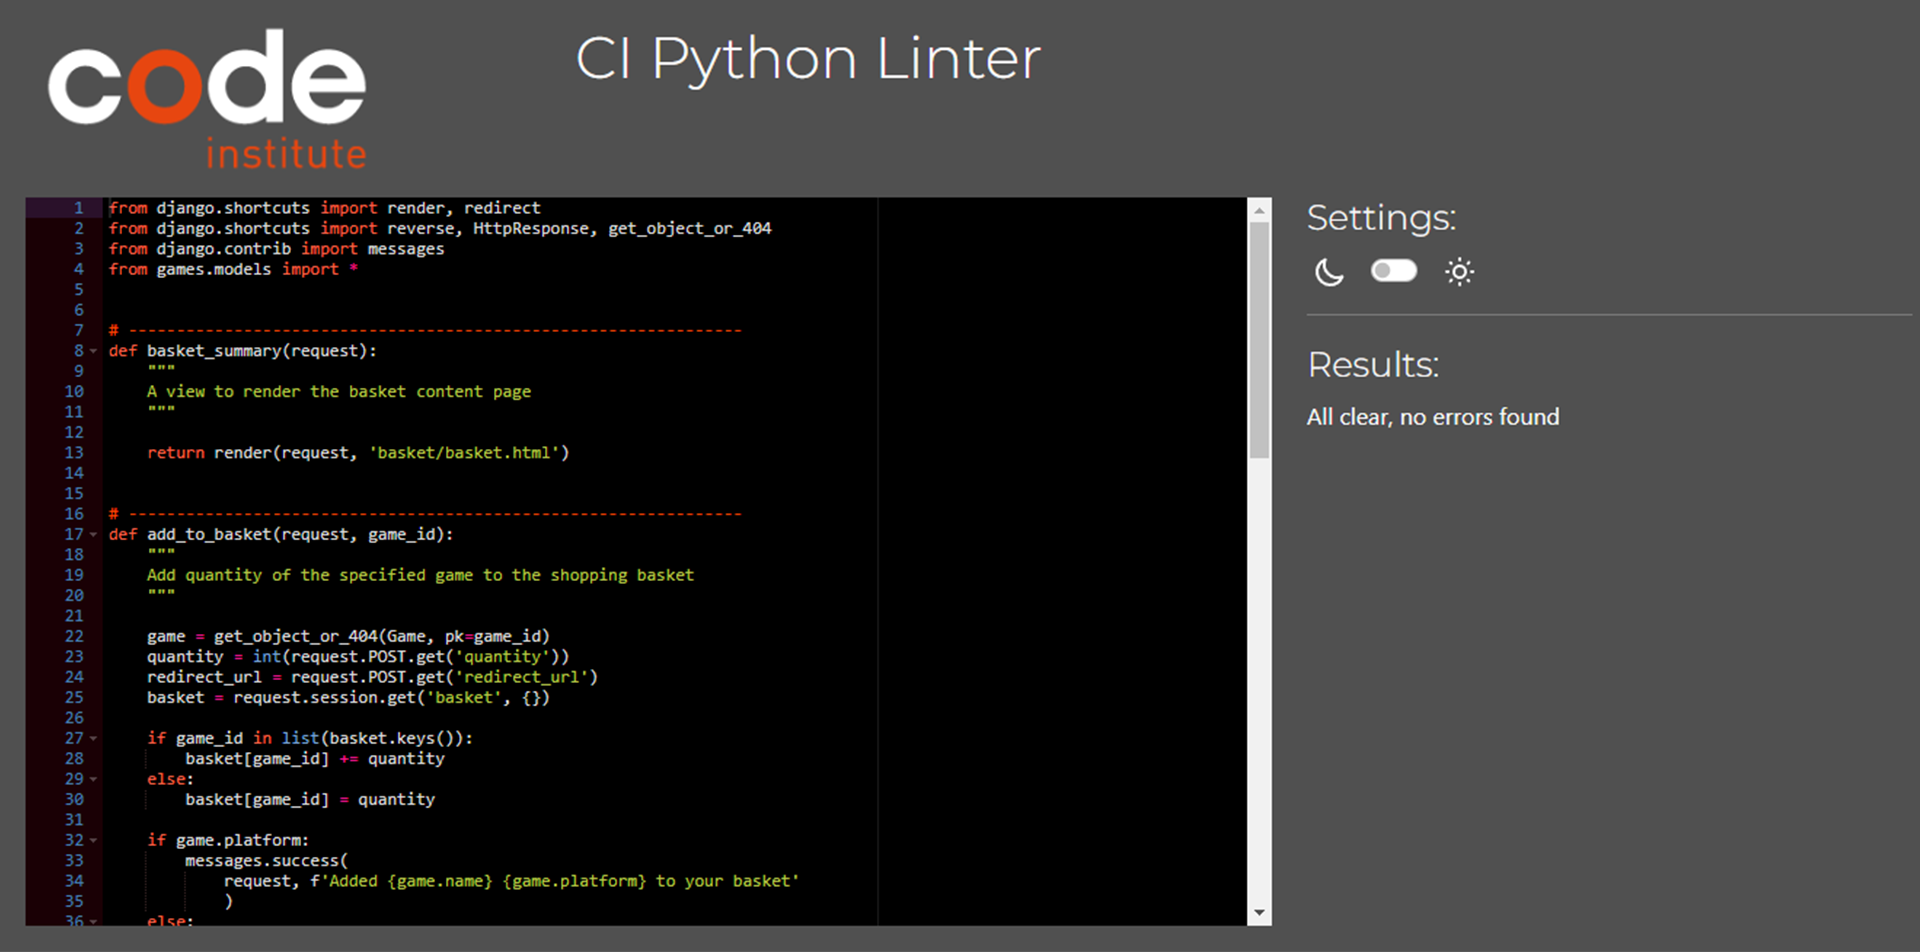 code
institute
CI Python Linter
1 from django.shortcuts import render, redirect
2 from django.shortcuts import reverse, HttpResponse, get_object_or_404
3 from django.contrib import messages
4 from games.models import *
5
6
7 # ----------------------------------------------------------------
8 def basket_summary(request):
9     """
10     A view to render the basket content page
11     """
12
13     return render(request, 'basket/basket.html')
14
15
16 # ----------------------------------------------------------------
17 def add_to_basket(request, game_id):
18     """
19     Add quantity of the specified game to the shopping basket
20     """
21
22     game = get_object_or_404(Game, pk=game_id)
23     quantity = int(request.POST.get('quantity'))
24     redirect_url = request.POST.get('redirect_url')
25     basket = request.session.get('basket', {})
26
27     if game_id in list(basket.keys()):
28         basket[game_id] += quantity
29     else:
30         basket[game_id] = quantity
31
32     if game.platform:
33         messages.success(
34             request, f'Added {game.name} {game.platform} to your basket'
35             )
36     else:
Settings:
Results:
All clear, no errors found